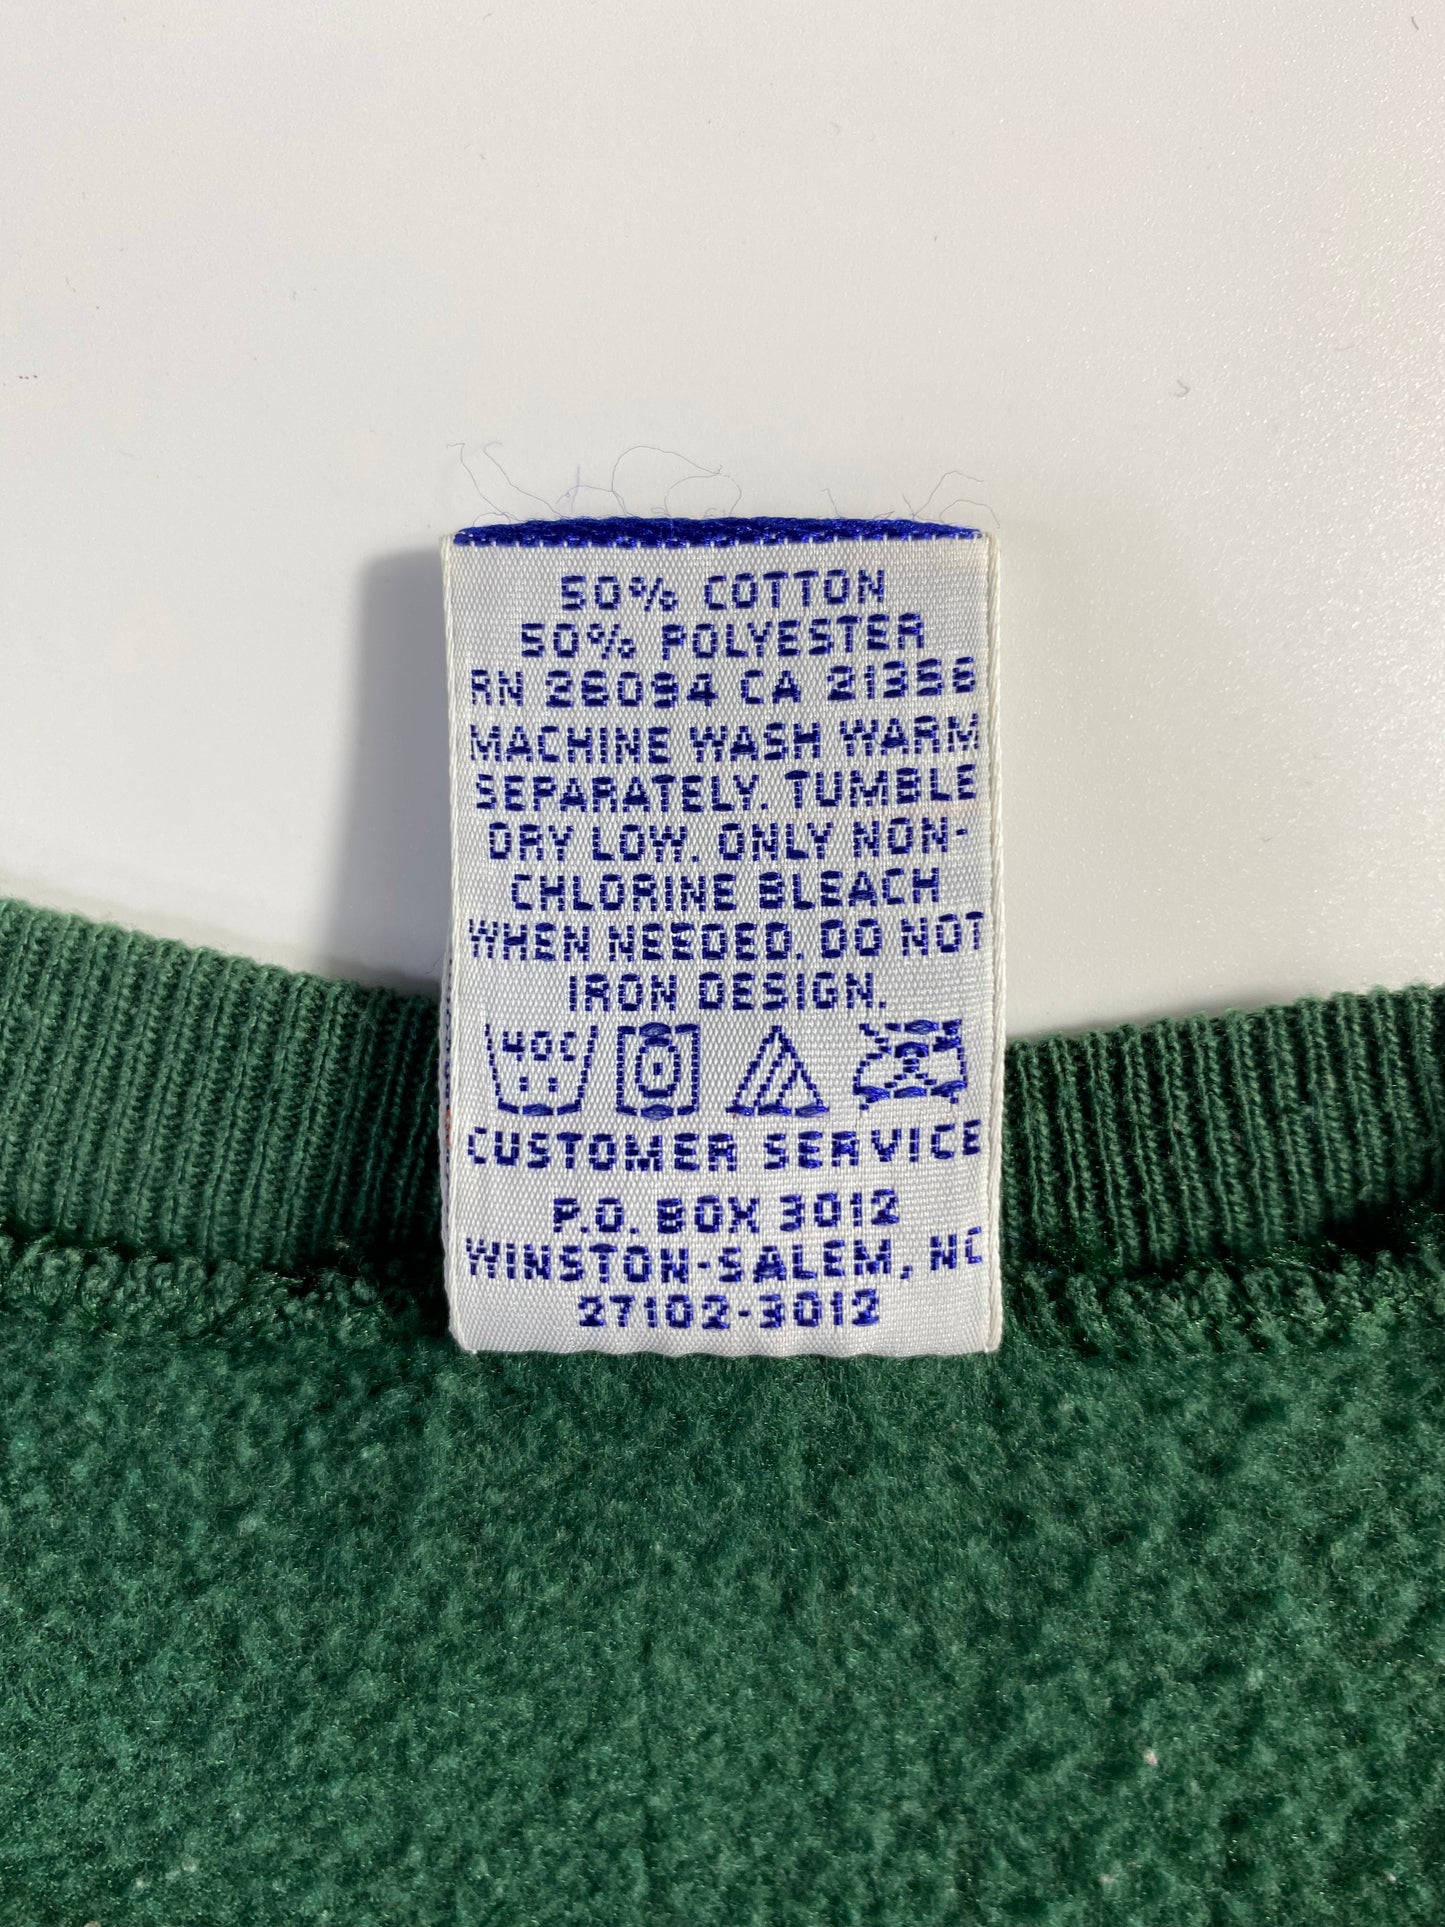 50% COTTON
50% POLYESTER
RN 26094 CA 21356
MACHINE WASH WARM
SEPARATELY. TUMBLE
DRY LOW. ONLY NON-
CHLORINE BLEACH
WHEN NEEDED. DO NOT
IRON DESIGN.
40C
CUSTOMER SERVICE
P.O. BOX 3012
WINSTON-SALEM, NC
27102-3012